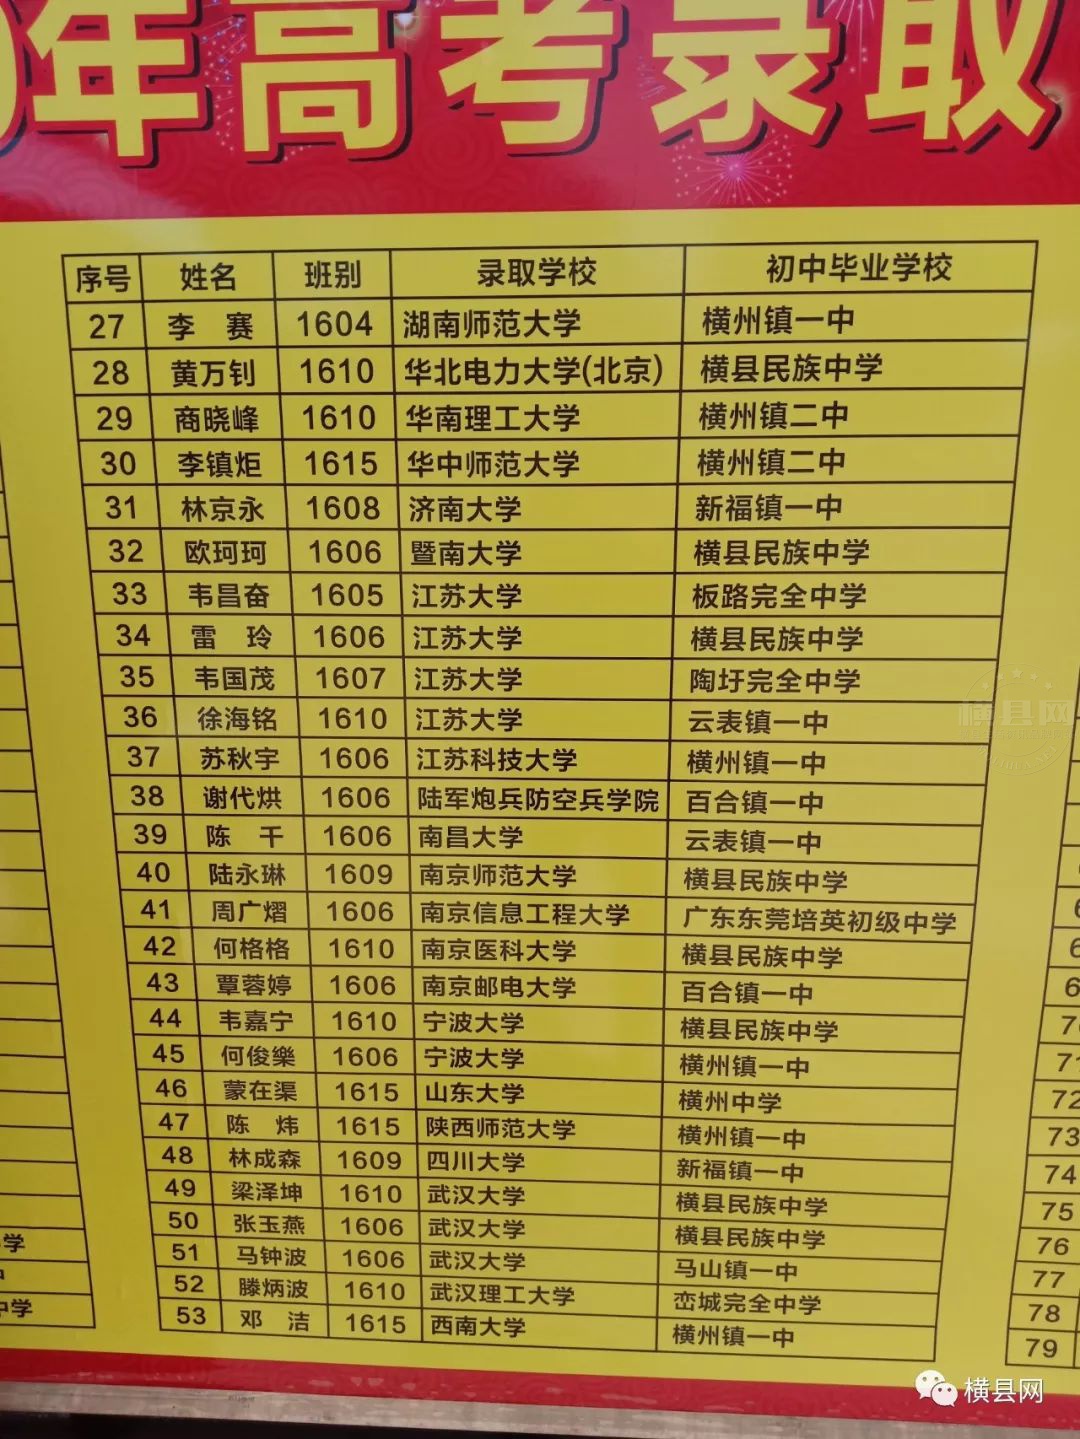 年高考录取
序号 姓名 班别 录取学校 初中毕业学校
27 李 赛 1604 湖南师范大学 横州镇一中
28 黄万钊 1610 华北电力大学(北京) 横县民族中学
29 商晓峰 1610 华南理工大学 横州镇二中
30 李镇炬 1615 华中师范大学 横州镇二中
31 林京永 1608 济南大学 新福镇一中
32 欧珂珂 1606 暨南大学 横县民族中学
33 韦昌奋 1605 江苏大学 板路完全中学
34 雷 玲 1606 江苏大学 横县民族中学
35 韦国茂 1607 江苏大学 陶圩完全中学
36 徐海铭 1610 江苏大学 云表镇一中
37 苏秋宇 1606 江苏科技大学 横州镇一中
38 谢代烘 1606 陆军炮兵防空兵学院 百合镇一中
39 陈 千 1606 南昌大学 云表镇一中
40 陆永琳 1609 南京师范大学 横县民族中学
41 周广熠 1606 南京信息工程大学 广东东莞培英初级中学
42 何格格 1610 南京医科大学 横县民族中学
43 覃蓉婷 1606 南京邮电大学 百合镇一中
44 韦嘉宁 1610 宁波大学 横县民族中学
45 何俊樂 1606 宁波大学 横州镇一中
46 蒙在渠 1615 山东大学 横州中学
47 陈 炜 1615 陕西师范大学 横州镇一中
48 林成森 1609 四川大学 新福镇一中
49 梁泽坤 1610 武汉大学 横县民族中学
50 张玉燕 1606 武汉大学 横县民族中学
51 马钟波 1606 武汉大学 马山镇一中
52 滕炳波 1610 武汉理工大学 峦城完全中学
53 邓 洁 1615 西南大学 横州镇一中
学
中学
71
72
73
74
75
76
77
78
79
横县网
横县网